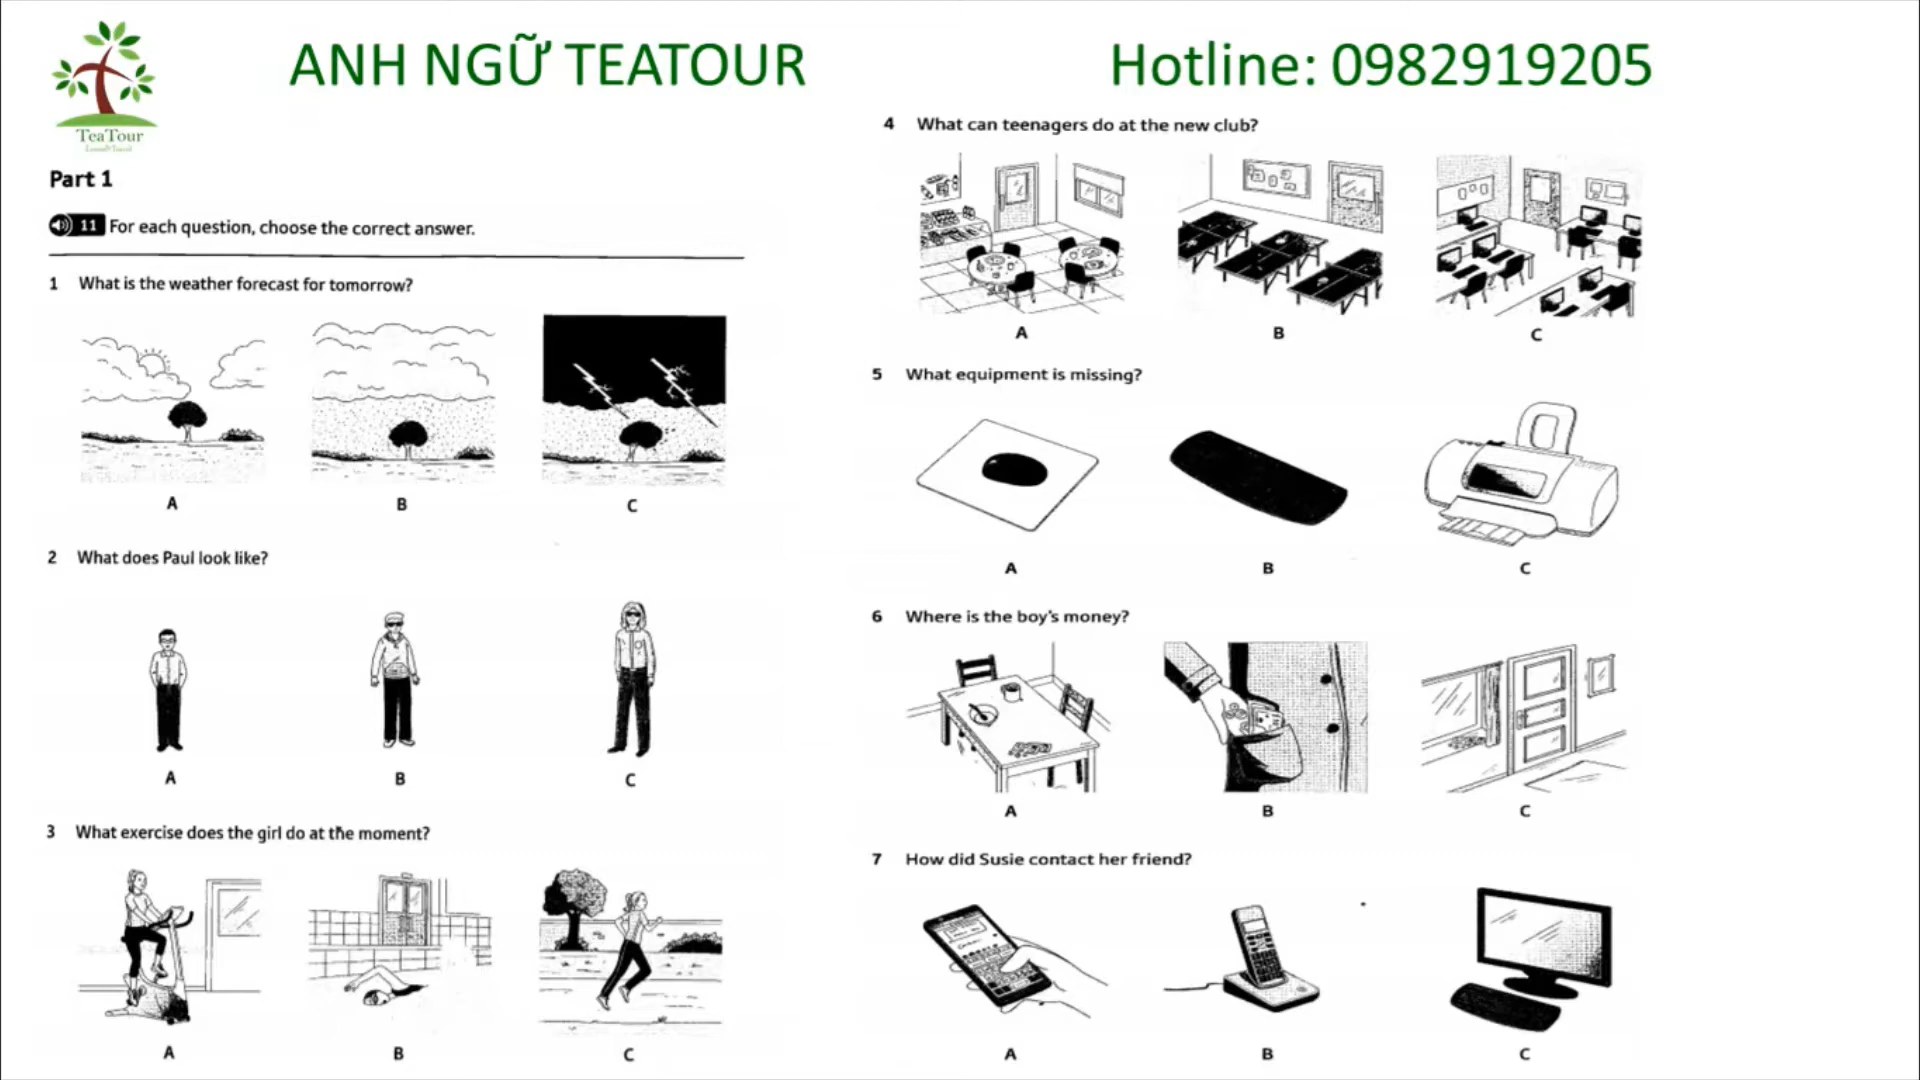 ANH NGỮ TEATOUR
Hotline: 0982919205
TeaTour
Part 1
11 For each question, choose the correct answer.
1 What is the weather forecast for tomorrow?
A B C
2 What does Paul look like?
A B C
3 What exercise does the girl do at the moment?
A B C
4 What can teenagers do at the new club?
A B C
5 What equipment is missing?
A B C
6 Where is the boy's money?
A B C
7 How did Susie contact her friend?
A B C